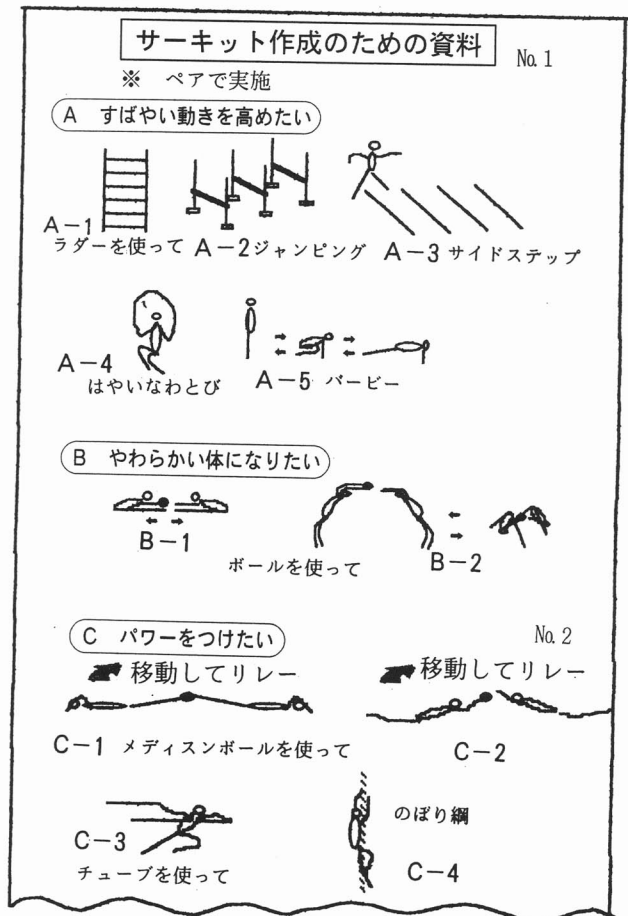 サーキット作成のための資料
No. 1
※ ペアで実施
A すばやい動きを高めたい
A－1
ラダーを使って
A－2ジャンピング
A－3 サイドステップ
A－4
はやいなわとび
A－5 バービー
B やわらかい体になりたい
B－1
ボールを使って
B－2
C パワーをつけたい
No. 2
移動してリレー
移動してリレー
C－1 メディスンボールを使って
C－2
C－3
チューブを使って
のぼり綱
C－4